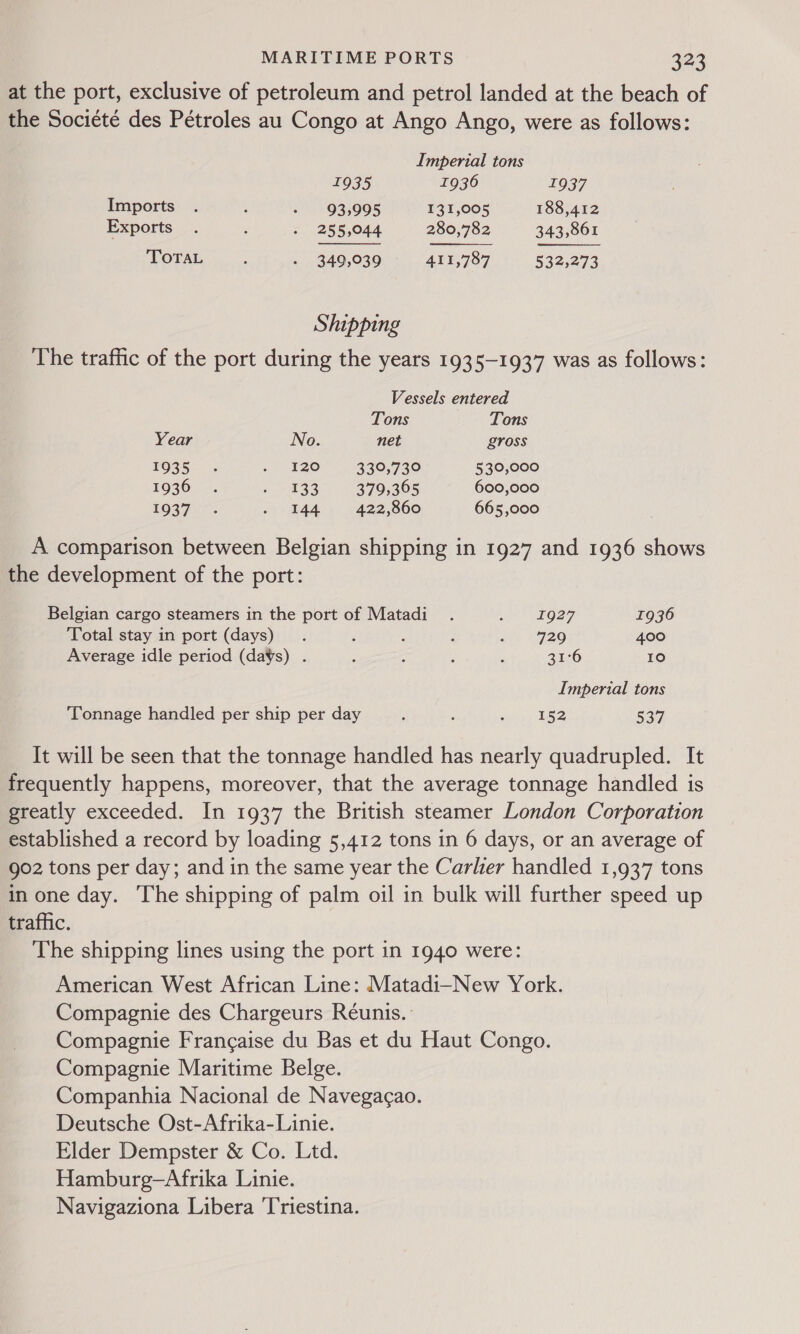 MARITIME PORTS 323
at the port, exclusive of petroleum and petrol landed at the beach of
the Société des Pétroles au Congo at Ango Ango, were as follows:
Imperial tons
1935 1936 1937
Imports . . . 93,995 131,005 188,412
Exports . . . 255,044 280,782 343,861
TOTAL . . 349,039 411,787 532,273
Shipping
The traffic of the port during the years 1935–1937 was as follows:
Vessels entered
Tons Tons
Year No. net gross
1935 . . 120 330,730 530,000
1936 . . 133 379,365 600,000
1937 . . 144 422,860 665,000
A comparison between Belgian shipping in 1927 and 1936 shows
the development of the port:
Belgian cargo steamers in the port of Matadi . . 1927 1936
Total stay in port (days) . . . . . 729 400
Average idle period (days) . . . . . 31·6 10
Imperial tons
Tonnage handled per ship per day . . . 152 537
It will be seen that the tonnage handled has nearly quadrupled. It
frequently happens, moreover, that the average tonnage handled is
greatly exceeded. In 1937 the British steamer London Corporation
established a record by loading 5,412 tons in 6 days, or an average of
902 tons per day; and in the same year the Carlier handled 1,937 tons
in one day. The shipping of palm oil in bulk will further speed up
traffic.
The shipping lines using the port in 1940 were:
American West African Line: Matadi–New York.
Compagnie des Chargeurs Réunis.
Compagnie Française du Bas et du Haut Congo.
Compagnie Maritime Belge.
Companhia Nacional de Navegaçao.
Deutsche Ost-Afrika-Linie.
Elder Dempster & Co. Ltd.
Hamburg–Afrika Linie.
Navigaziona Libera Triestina.